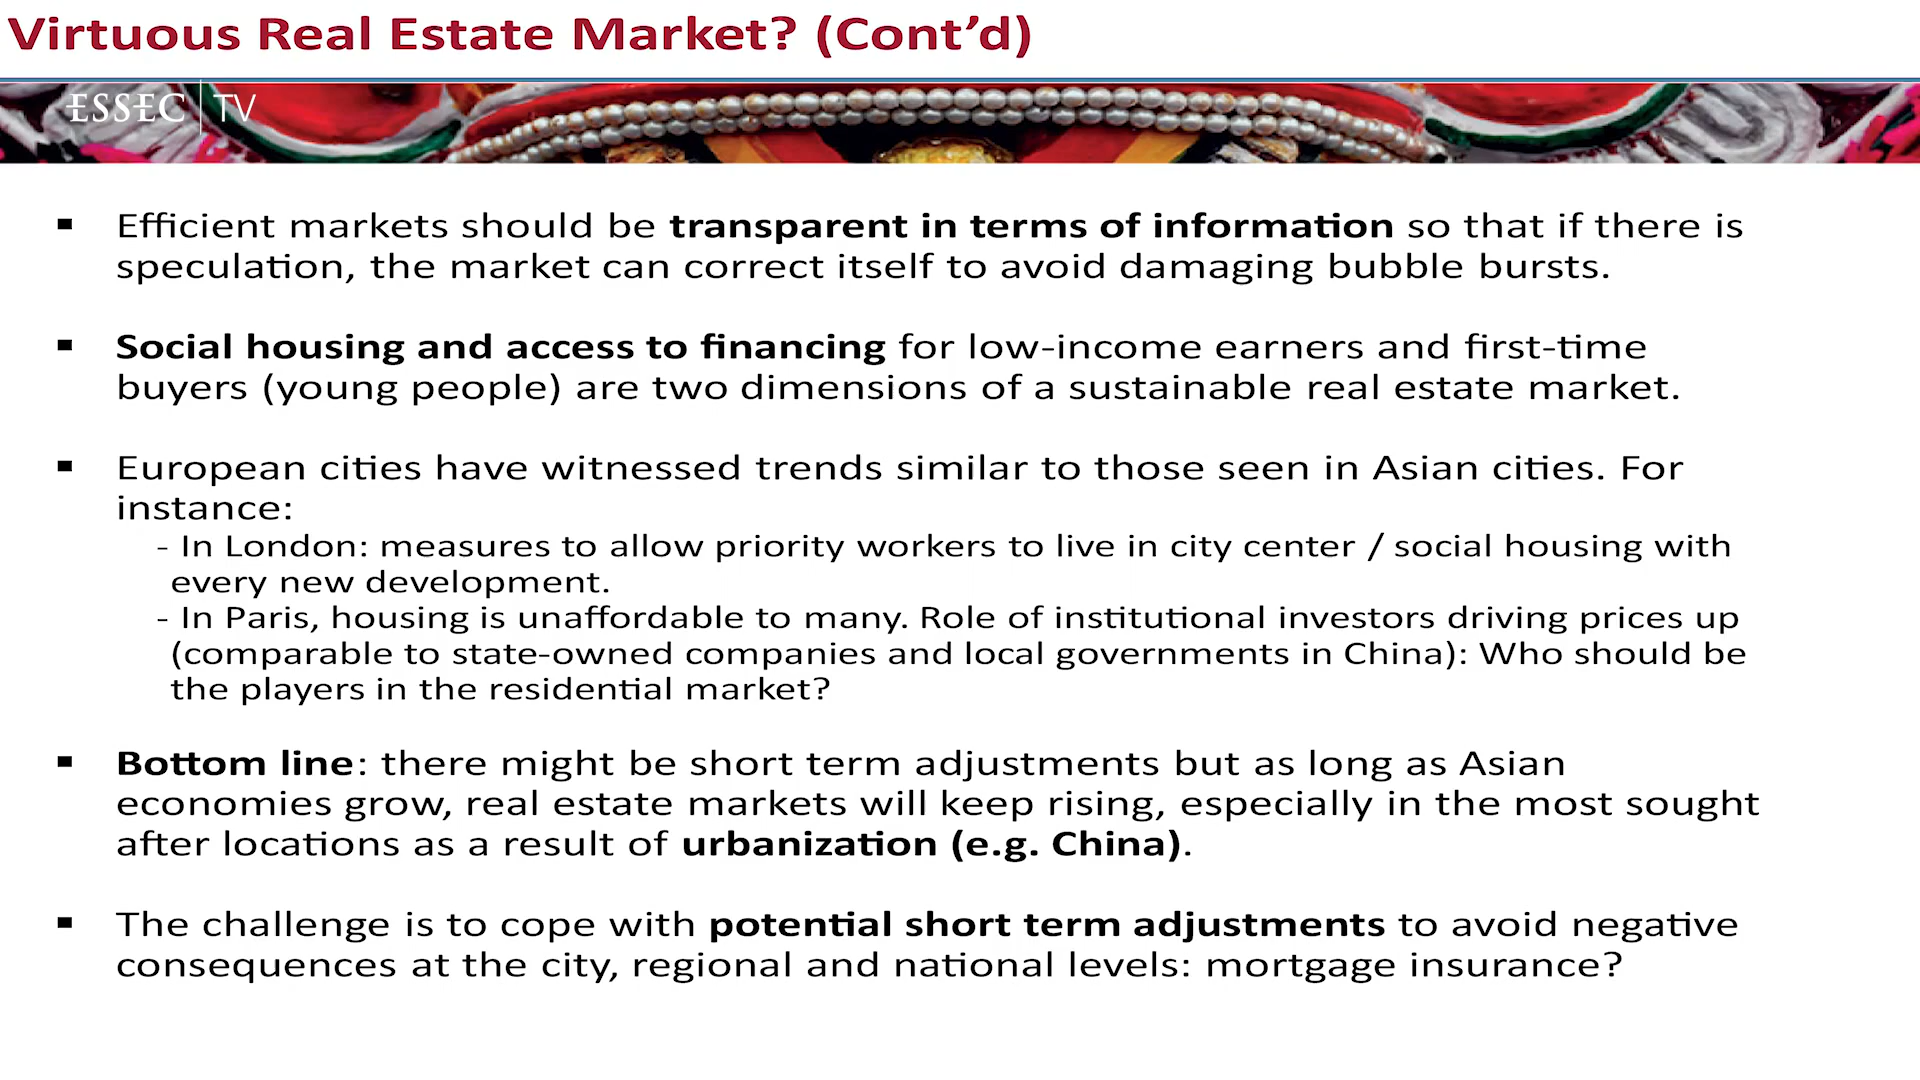 Virtuous Real Estate Market? (Cont’d)
ESSEC | TV
▪ Efficient markets should be transparent in terms of information so that if there is
speculation, the market can correct itself to avoid damaging bubble bursts.
▪ Social housing and access to financing for low-income earners and first-time
buyers (young people) are two dimensions of a sustainable real estate market.
▪ European cities have witnessed trends similar to those seen in Asian cities. For
instance:
- In London: measures to allow priority workers to live in city center / social housing with
every new development.
- In Paris, housing is unaffordable to many. Role of institutional investors driving prices up
(comparable to state-owned companies and local governments in China): Who should be
the players in the residential market?
▪ Bottom line: there might be short term adjustments but as long as Asian
economies grow, real estate markets will keep rising, especially in the most sought
after locations as a result of urbanization (e.g. China).
▪ The challenge is to cope with potential short term adjustments to avoid negative
consequences at the city, regional and national levels: mortgage insurance?